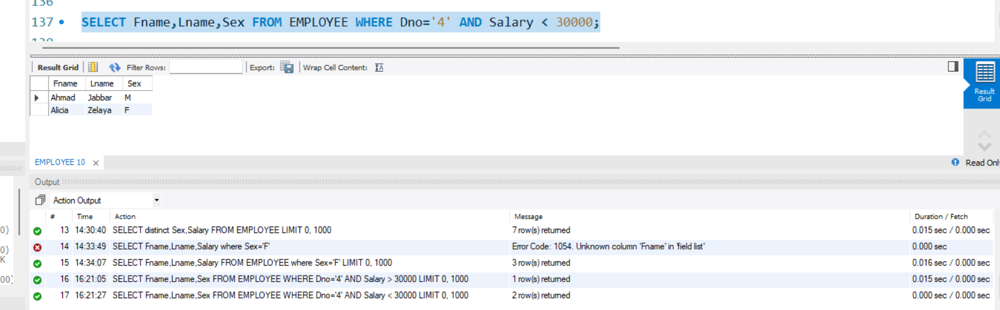 136
137 SELECT Fname,Lname,Sex FROM EMPLOYEE WHERE Dno='4' AND Salary < 30000;
Result Grid Filter Rows: Export: Wrap Cell Content:
Fname Lname Sex
Ahmad Jabbar M
Alicia Zelaya F
Result
Grid
EMPLOYEE 10 Read Onl
Output
Action Output
# Time Action Message Duration / Fetch
0) 13 14:30:40 SELECT distinct Sex,Salary FROM EMPLOYEE LIMIT 0, 1000 7 row(s) returned 0.015 sec / 0.000 sec
0) 14 14:33:49 SELECT Fname,Lname,Salary where Sex='F' Error Code: 1054. Unknown column 'Fname' in 'field list' 0.000 sec
K 15 14:34:07 SELECT Fname,Lname,Salary FROM EMPLOYEE where Sex='F' LIMIT 0, 1000 3 row(s) returned 0.016 sec / 0.000 sec
00) 16 16:21:05 SELECT Fname,Lname,Sex FROM EMPLOYEE WHERE Dno='4' AND Salary > 30000 LIMIT 0, 1000 1 row(s) returned 0.015 sec / 0.000 sec
17 16:21:27 SELECT Fname,Lname,Sex FROM EMPLOYEE WHERE Dno='4' AND Salary < 30000 LIMIT 0, 1000 2 row(s) returned 0.000 sec / 0.000 sec